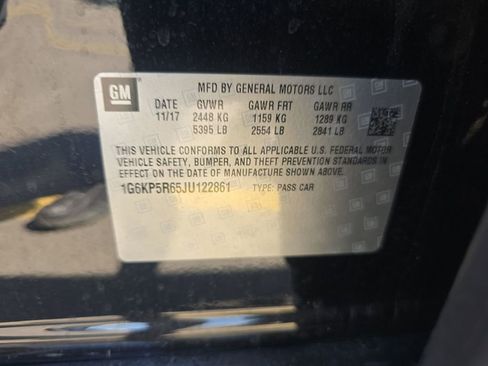 GM
MFD BY GENERAL MOTORS LLC
DATE GVWR GAWR FRT GAWR RR
11/17 2448 KG 1159 KG 1289 KG
5395 LB 2554 LB 2841 LB
THIS VEHICLE CONFORMS TO ALL APPLICABLE U.S. FEDERAL MOTOR
VEHICLE SAFETY, BUMPER, AND THEFT PREVENTION STANDARDS IN
EFFECT ON THE DATE OF MANUFACTURE SHOWN ABOVE.
1G6KP5R65JU122861 TYPE: PASS CAR